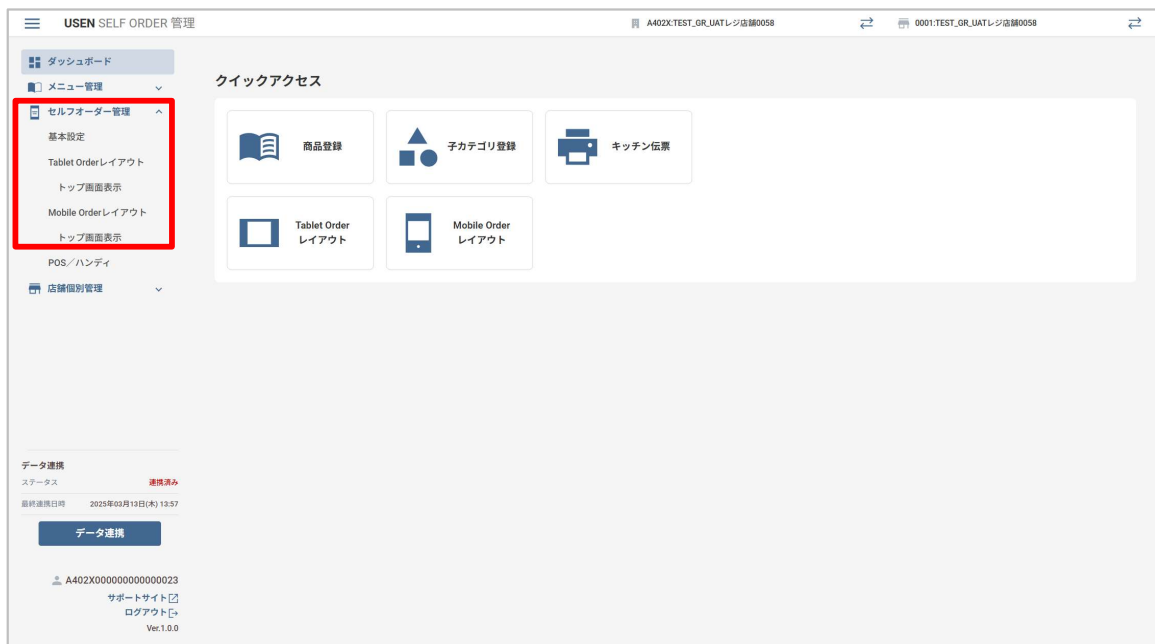 USEN SELF ORDER 管理
A402X:TEST_GR_UATレジ店舗0058
0001:TEST_GR_UATレジ店舗0058
ダッシュボード
メニュー管理
セルフオーダー管理
基本設定
Tablet Orderレイアウト
トップ画面表示
Mobile Orderレイアウト
トップ画面表示
POS／ハンディ
店舗個別管理
クイックアクセス
商品登録
子カテゴリ登録
キッチン伝票
Tablet Order
レイアウト
Mobile Order
レイアウト
データ連携
ステータス 連携済み
最終連携日時 2025年03月13日(木) 13:57
データ連携
A402X000000000000023
サポートサイト
ログアウト
Ver.1.0.0